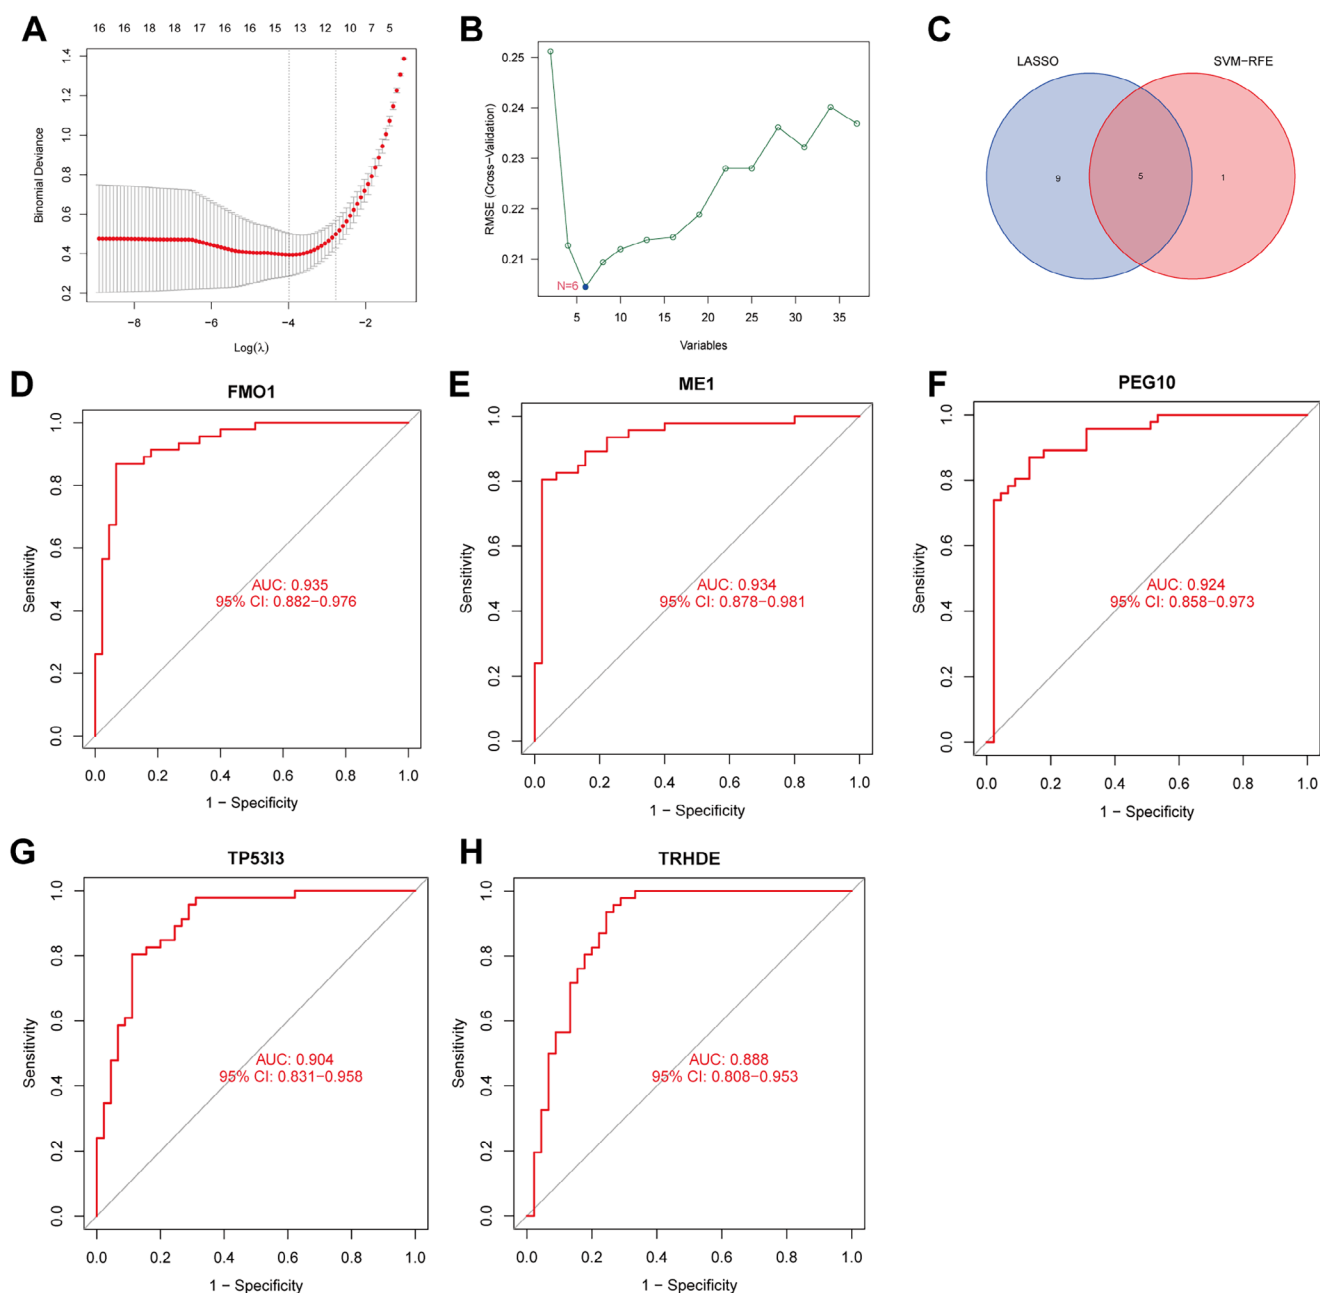 A
16 16 18 18 17 16 16 15 13 12 10 7 5
Binomial Deviance
1.4
1.2
1.0
0.8
0.6
0.4
0.2
−8 −6 −4 −2
Log(λ)
B
RMSE (Cross−Validation)
0.25
0.24
0.23
0.22
0.21
N=6
5 10 15 20 25 30 35
Variables
C
LASSO SVM−RFE
9 5 1
D
FMO1
Sensitivity
1.0
0.8
0.6
0.4
0.2
0.0
AUC: 0.935
95% CI: 0.882−0.976
0.0 0.2 0.4 0.6 0.8 1.0
1 − Specificity
E
ME1
Sensitivity
1.0
0.8
0.6
0.4
0.2
0.0
AUC: 0.934
95% CI: 0.878−0.981
0.0 0.2 0.4 0.6 0.8 1.0
1 − Specificity
F
PEG10
Sensitivity
1.0
0.8
0.6
0.4
0.2
0.0
AUC: 0.924
95% CI: 0.858−0.973
0.0 0.2 0.4 0.6 0.8 1.0
1 − Specificity
G
TP53I3
Sensitivity
1.0
0.8
0.6
0.4
0.2
0.0
AUC: 0.904
95% CI: 0.831−0.958
0.0 0.2 0.4 0.6 0.8 1.0
1 − Specificity
H
TRHDE
Sensitivity
1.0
0.8
0.6
0.4
0.2
0.0
AUC: 0.888
95% CI: 0.808−0.953
0.0 0.2 0.4 0.6 0.8 1.0
1 − Specificity